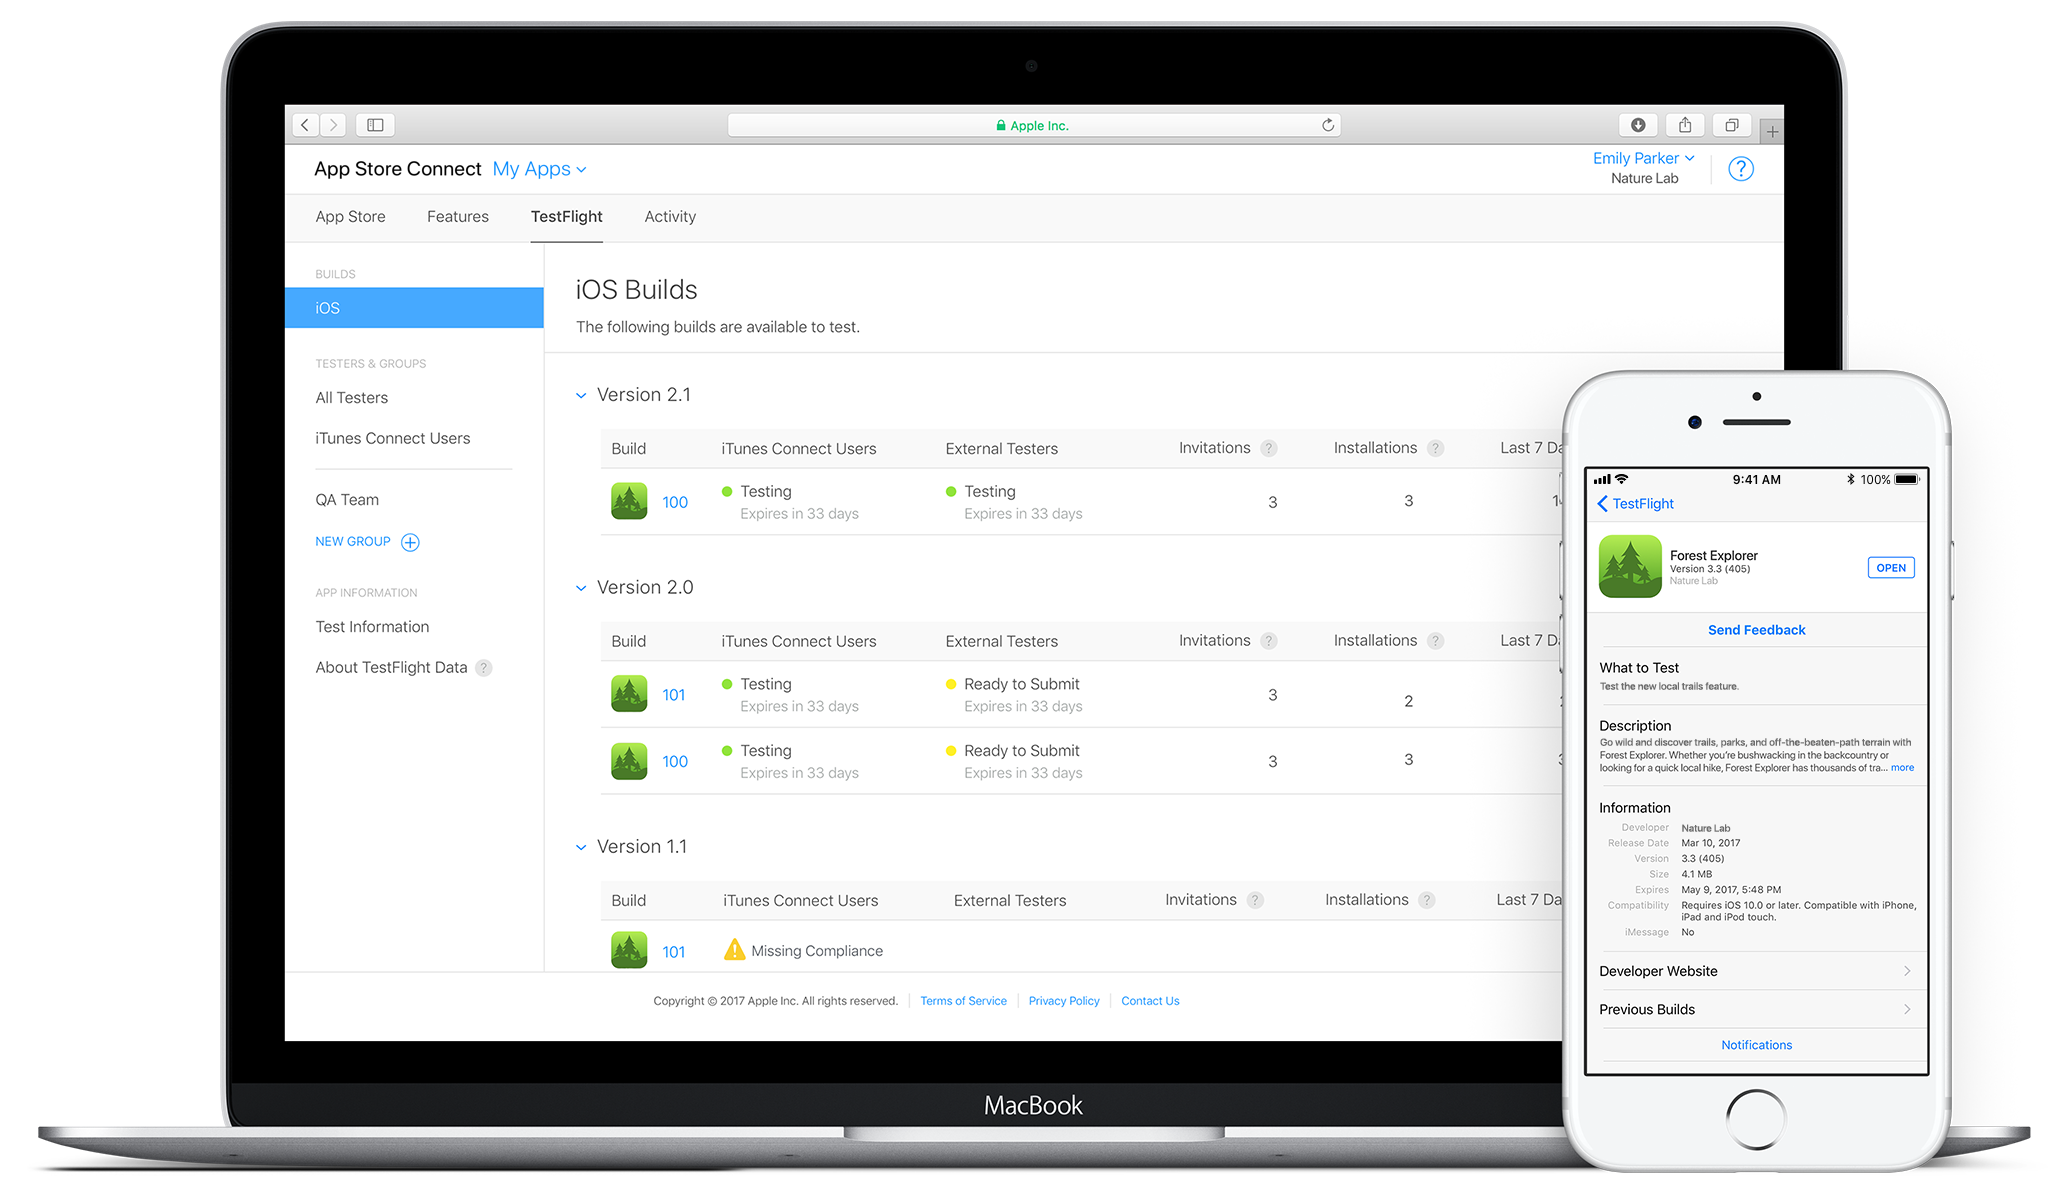 Apple Inc.
App Store Connect My Apps
Emily Parker
Nature Lab
?
App Store Features TestFlight Activity
BUILDS
iOS
TESTERS & GROUPS
All Testers
iTunes Connect Users
QA Team
NEW GROUP
APP INFORMATION
Test Information
About TestFlight Data ?
iOS Builds
The following builds are available to test.
Version 2.1
Build iTunes Connect Users External Testers Invitations ? Installations ? Last 7
100 Testing Testing 3 3
Expires in 33 days Expires in 33 days
Version 2.0
Build iTunes Connect Users External Testers Invitations ? Installations ? Last 7
101 Testing Ready to Submit 3 2
Expires in 33 days Expires in 33 days
100 Testing Ready to Submit 3 3
Expires in 33 days Expires in 33 days
Version 1.1
Build iTunes Connect Users External Testers Invitations ? Installations ? Last 7
101 Missing Compliance
Copyright © 2017 Apple Inc. All rights reserved. Terms of Service Privacy Policy Contact Us
MacBook
9:41 AM 100%
TestFlight
Forest Explorer
Version 3.3 (405)
Nature Lab
OPEN
Send Feedback
What to Test
Test the new local trails feature.
Description
Go wild and discover trails, parks, and off-the-beaten-path terrain with
Forest Explorer. Whether you're bushwacking in the backcountry or
looking for a quick local hike, Forest Explorer has thousands of tra... more
Information
Developer Nature Lab
Release Date Mar 10, 2017
Version 3.3 (405)
Size 4.1 MB
Expires May 9, 2017, 5:48 PM
Compatibility Requires iOS 10.0 or later. Compatible with iPhone,
iPad and iPod touch.
iMessage No
Developer Website
Previous Builds
Notifications